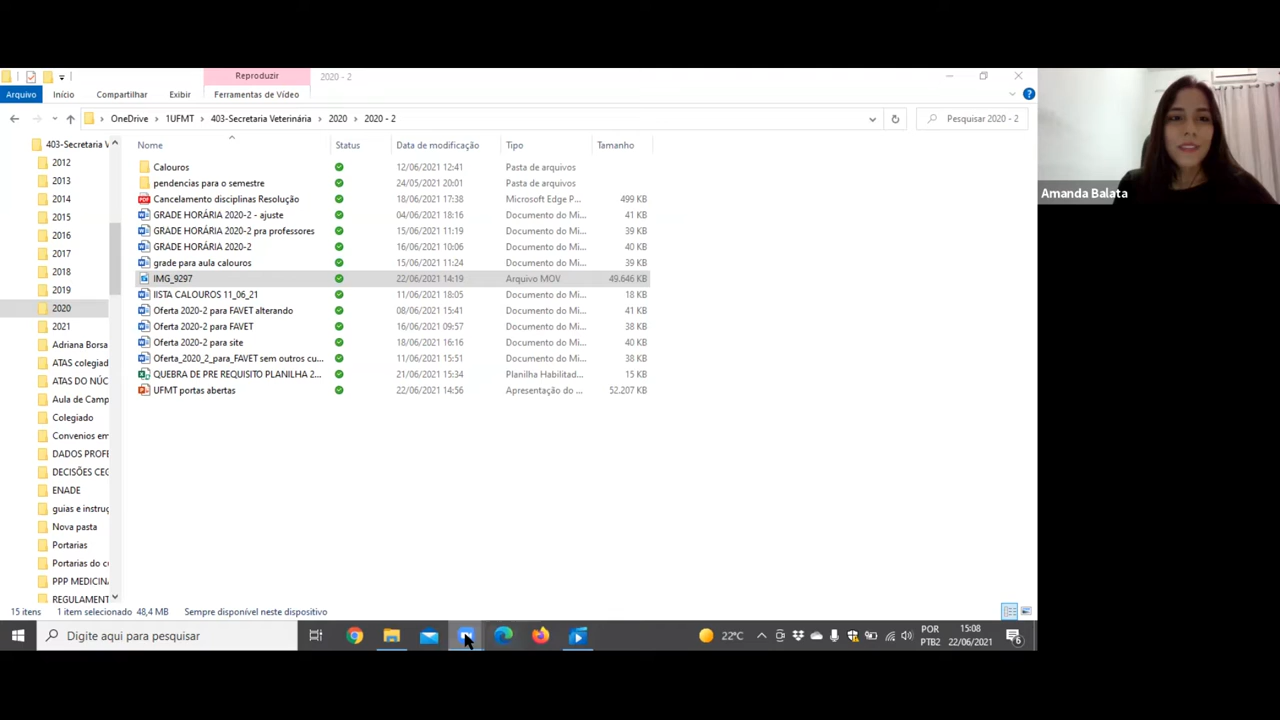 Reproduzir 2020 - 2
Arquivo Início Compartilhar Exibir Ferramentas de Vídeo
OneDrive > 1UFMT > 403-Secretaria Veterinária > 2020 > 2020 - 2 Pesquisar 2020 - 2
Amanda Balata
403-Secretaria V
2012
2013
2014
2015
2016
2017
2018
2019
2020
2021
Adriana Borsa
ATAS colegiad
ATAS DO NÚC
Aula de Camp
Colegiado
Convenios em
DADOS PROFE
DECISÕES CEC
ENADE
guias e instruç
Nova pasta
Portarias
Portarias do c
PPP MEDICIN
REGULAMENT
Nome Status Data de modificação Tipo Tamanho
Calouros 12/06/2021 12:41 Pasta de arquivos
pendencias para o semestre 24/05/2021 20:01 Pasta de arquivos
Cancelamento disciplinas Resolução 18/06/2021 17:38 Microsoft Edge P... 499 KB
GRADE HORÁRIA 2020-2 - ajuste 04/06/2021 18:16 Documento do Mi... 41 KB
GRADE HORÁRIA 2020-2 pra professores 15/06/2021 11:19 Documento do Mi... 39 KB
GRADE HORÁRIA 2020-2 16/06/2021 10:06 Documento do Mi... 40 KB
grade para aula calouros 15/06/2021 11:24 Documento do Mi... 39 KB
IMG_9297 22/06/2021 14:19 Arquivo MOV 49.646 KB
lISTA CALOUROS 11_06_21 11/06/2021 18:05 Documento do Mi... 18 KB
Oferta 2020-2 para FAVET alterando 08/06/2021 15:41 Documento do Mi... 41 KB
Oferta 2020-2 para FAVET 16/06/2021 09:57 Documento do Mi... 38 KB
Oferta 2020-2 para site 18/06/2021 16:16 Documento do Mi... 40 KB
Oferta_2020_2_para_FAVET sem outros cu... 11/06/2021 15:51 Documento do Mi... 38 KB
QUEBRA DE PRE REQUISITO PLANILHA 2... 21/06/2021 15:34 Planilha Habilitad... 15 KB
UFMT portas abertas 22/06/2021 14:56 Apresentação do ... 52.207 KB
15 itens 1 item selecionado 48,4 MB Sempre disponível neste dispositivo
Digite aqui para pesquisar 22°C POR 15:08
PTB2 22/06/2021 6